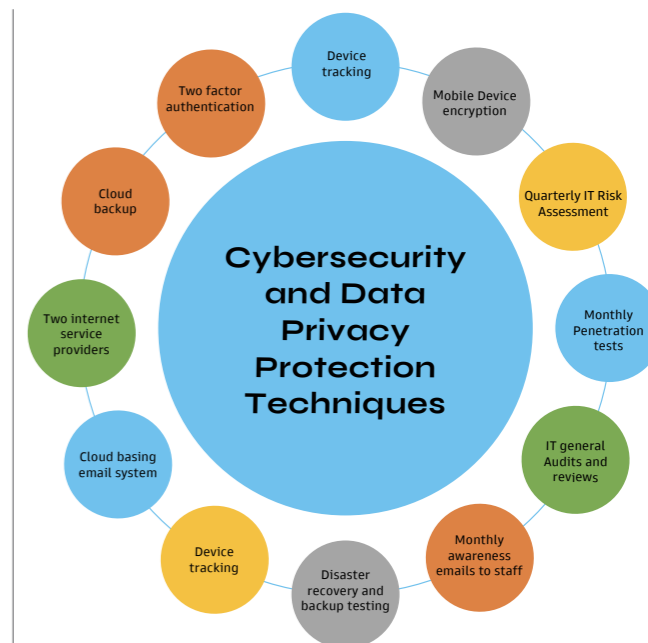 Cybersecurity
and Data
Privacy
Protection
Techniques
Device
tracking
Mobile Device
encryption
Quarterly IT Risk
Assessment
Monthly
Penetration
tests
IT general
Audits and
reviews
Monthly
awareness
emails to staff
Disaster
recovery and
backup testing
Device
tracking
Cloud basing
email system
Two internet
service
providers
Cloud
backup
Two factor
authentication